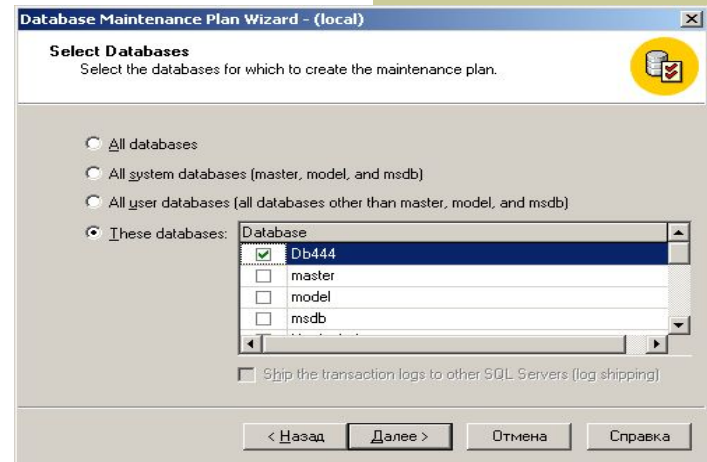 Database Maintenance Plan Wizard - (local)
Select Databases
Select the databases for which to create the maintenance plan.
All databases
All system databases (master, model, and msdb)
All user databases (all databases other than master, model, and msdb)
These databases:
Database
Db444
master
model
msdb
Ship the transaction logs to other SQL Servers (log shipping)
< Назад
Далее >
Отмена
Справка